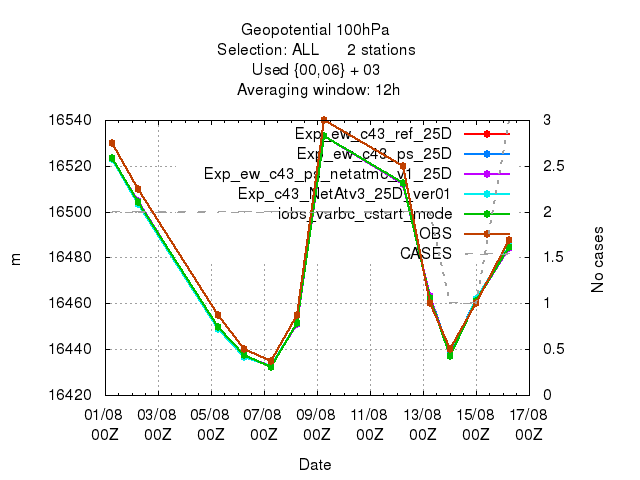 Geopotential 100hPa
Selection: ALL 2 stations
Used {00,06} + 03
Averaging window: 12h
Exp_ew_c43_ref_25D
Exp_ew_c43_ps_25D
Exp_ew_c43_ps_netatmo_v1_25D
Exp_c43_NetAtv3_25D_ver01
iobs_varbc_cstart_mode
OBS
CASES
16540
16520
16500
16480
16460
16440
16420
m
3
2.5
2
1.5
1
0.5
0
No cases
01/08 03/08 05/08 07/08 09/08 11/08 13/08 15/08 17/08
00Z 00Z 00Z 00Z 00Z 00Z 00Z 00Z 00Z
Date